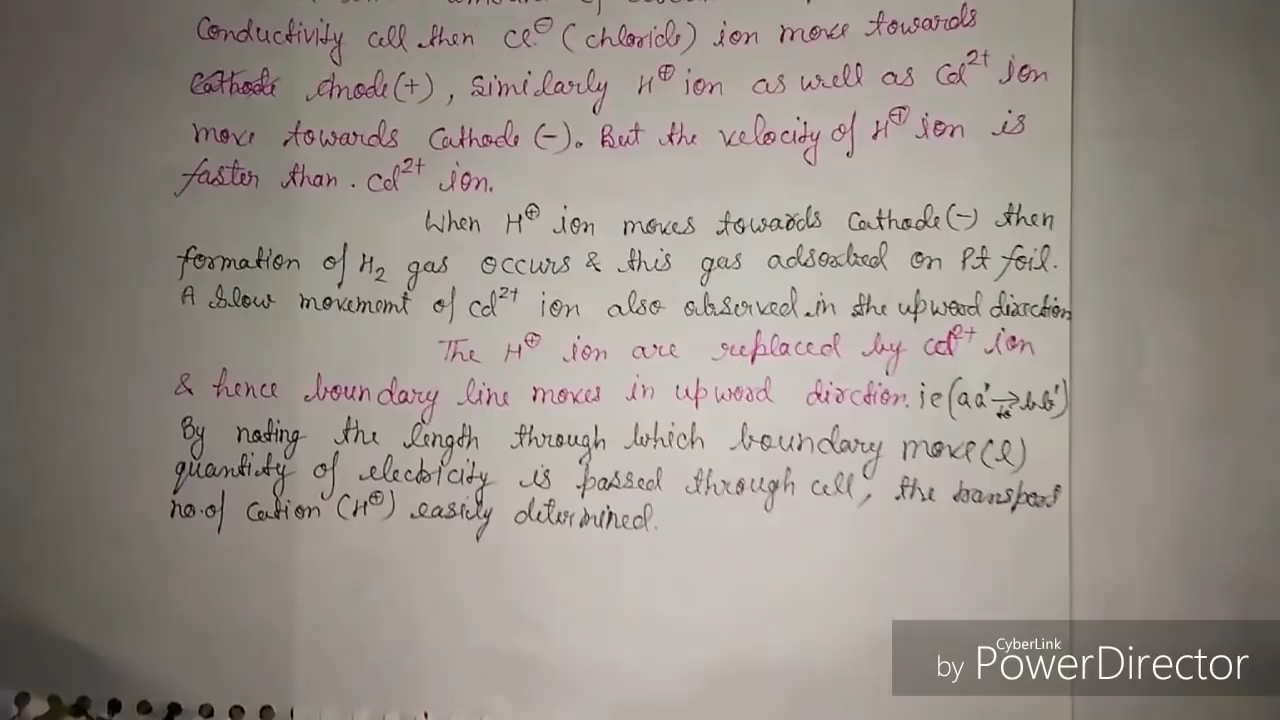 Conductivity cell then Cl⊖ (chloride) ion move towards
Cathode Anode(+), Similarly H⊕ ion as well as Cd2+ ion
move towards Cathode (-). But the velocity of H⊕ ion is
faster than . Cd2+ ion.
When H⊕ ion moves towards Cathode(-) then
formation of H2 gas occurs & this gas adsorbed on Pt foil.
A slow movement of Cd2+ ion also observed in the upword dirction
The H⊕ ion are replaced by Cd2+ ion
& hence boundary line moves in upword dirction. ie (aa' → bb')
By noting the length through which boundary move(l)
quantity of electricity is passed through cell, the transport
no.of cation (H⊕) easily determined.
CyberLink
by PowerDirector